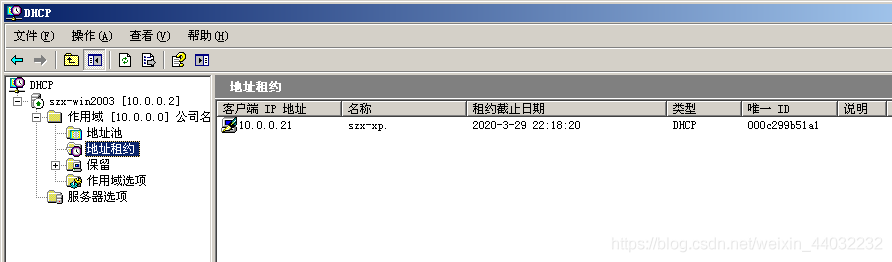 DHCP
文件(F) 操作(A) 查看(V) 帮助(H)
DHCP
szx-win2003 [10.0.0.2]
作用域 [10.0.0.0] 公司名
地址池
地址租约
保留
作用域选项
服务器选项
地址租约
客户端 IP 地址 名称 租约截止日期 类型 唯一 ID 说明
10.0.0.21 szx-xp. 2020-3-29 22:18:20 DHCP 000c299b51a1
https://blog.csdn.net/weixin_44032232